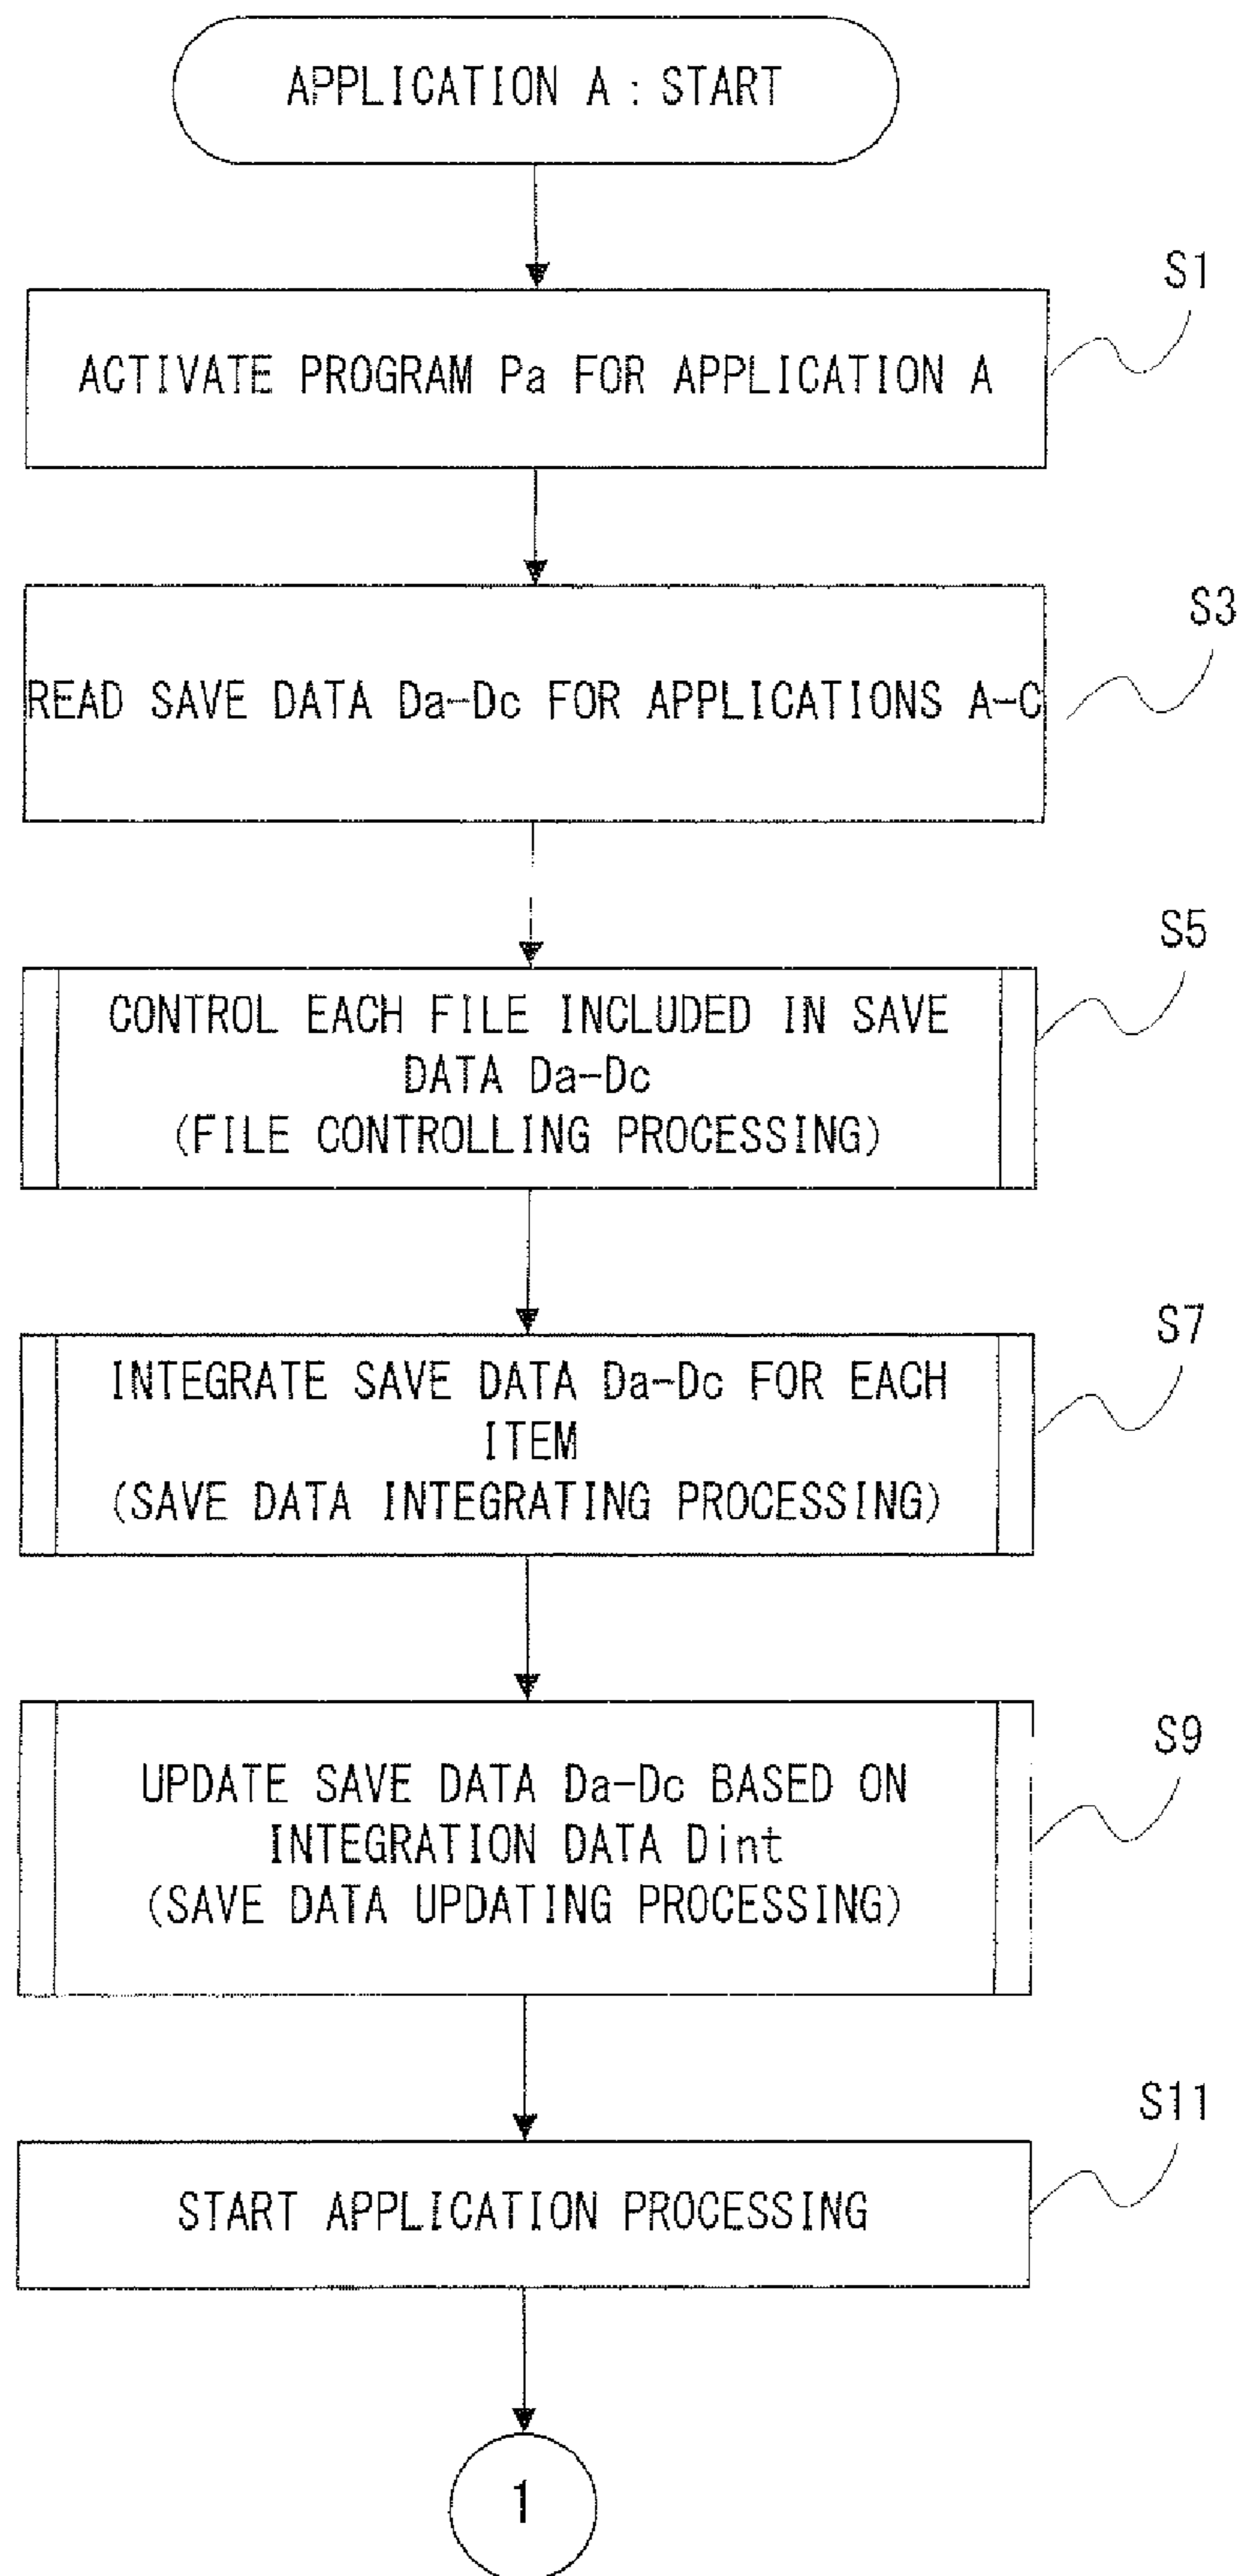 APPLICATION A : START
S1
ACTIVATE PROGRAM Pa FOR APPLICATION A
S3
READ SAVE DATA Da-Dc FOR APPLICATIONS A-C
S5
CONTROL EACH FILE INCLUDED IN SAVE
DATA Da-Dc
(FILE CONTROLLING PROCESSING)
S7
INTEGRATE SAVE DATA Da-Dc FOR EACH
ITEM
(SAVE DATA INTEGRATING PROCESSING)
S9
UPDATE SAVE DATA Da-Dc BASED ON
INTEGRATION DATA Dint
(SAVE DATA UPDATING PROCESSING)
S11
START APPLICATION PROCESSING
1